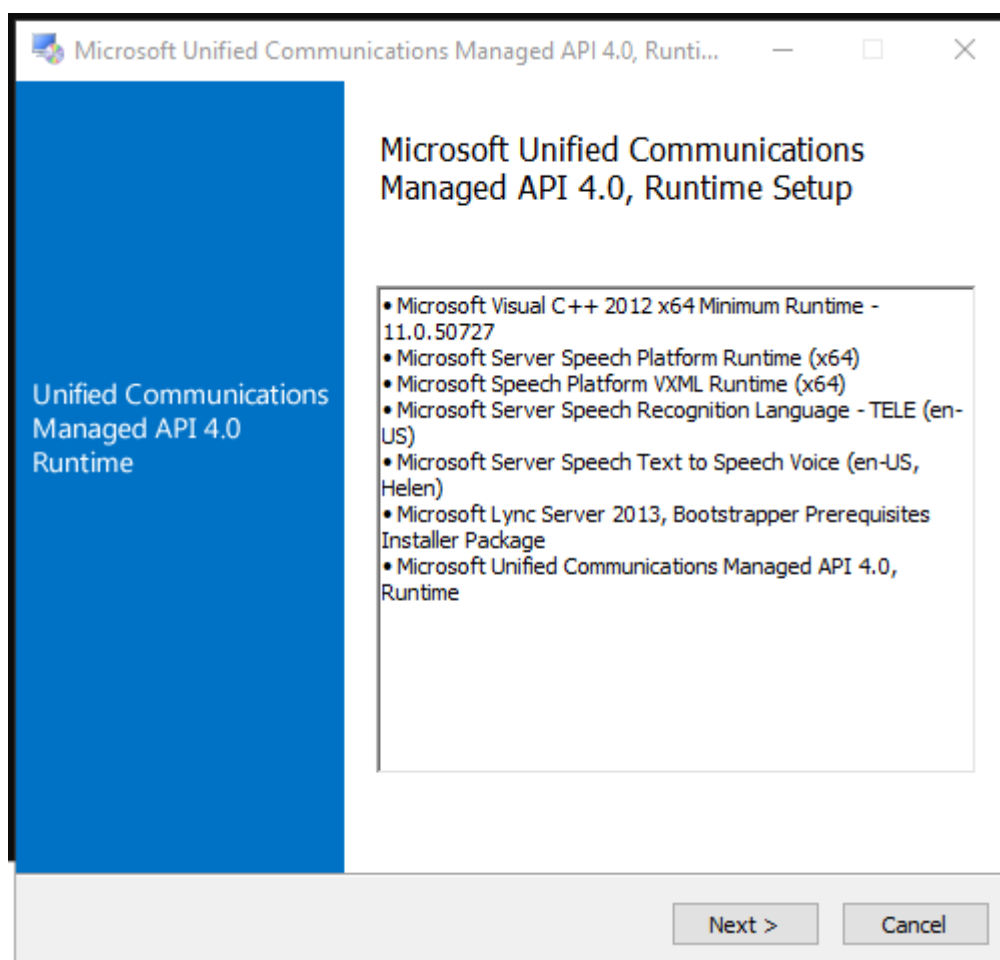 Microsoft Unified Communications Managed API 4.0, Runti...
Microsoft Unified Communications
Managed API 4.0, Runtime Setup
• Microsoft Visual C++ 2012 x64 Minimum Runtime -
11.0.50727
• Microsoft Server Speech Platform Runtime (x64)
• Microsoft Speech Platform VXML Runtime (x64)
• Microsoft Server Speech Recognition Language - TELE (en-
US)
• Microsoft Server Speech Text to Speech Voice (en-US,
Helen)
• Microsoft Lync Server 2013, Bootstrapper Prerequisites
Installer Package
• Microsoft Unified Communications Managed API 4.0,
Runtime
Unified Communications
Managed API 4.0
Runtime
Next >
Cancel